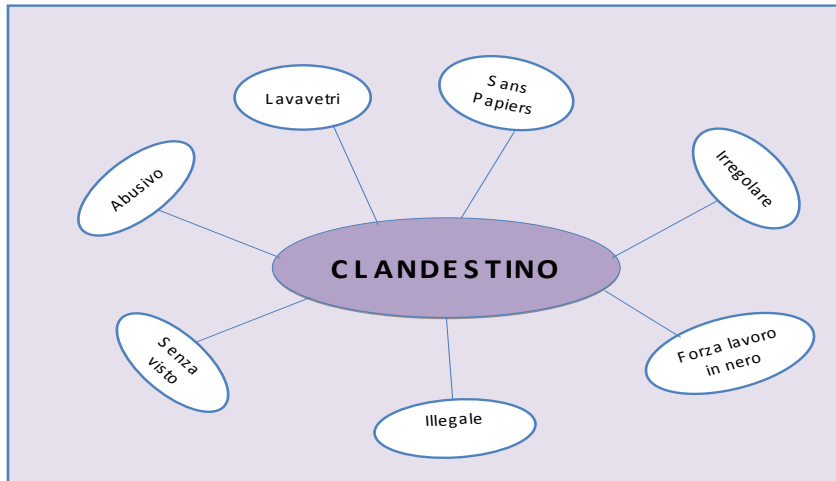 Lavavetri
Sans
Papiers
Abusivo
Irregolare
CLANDESTINO
Senza
visto
Forza lavoro
in nero
Illegale